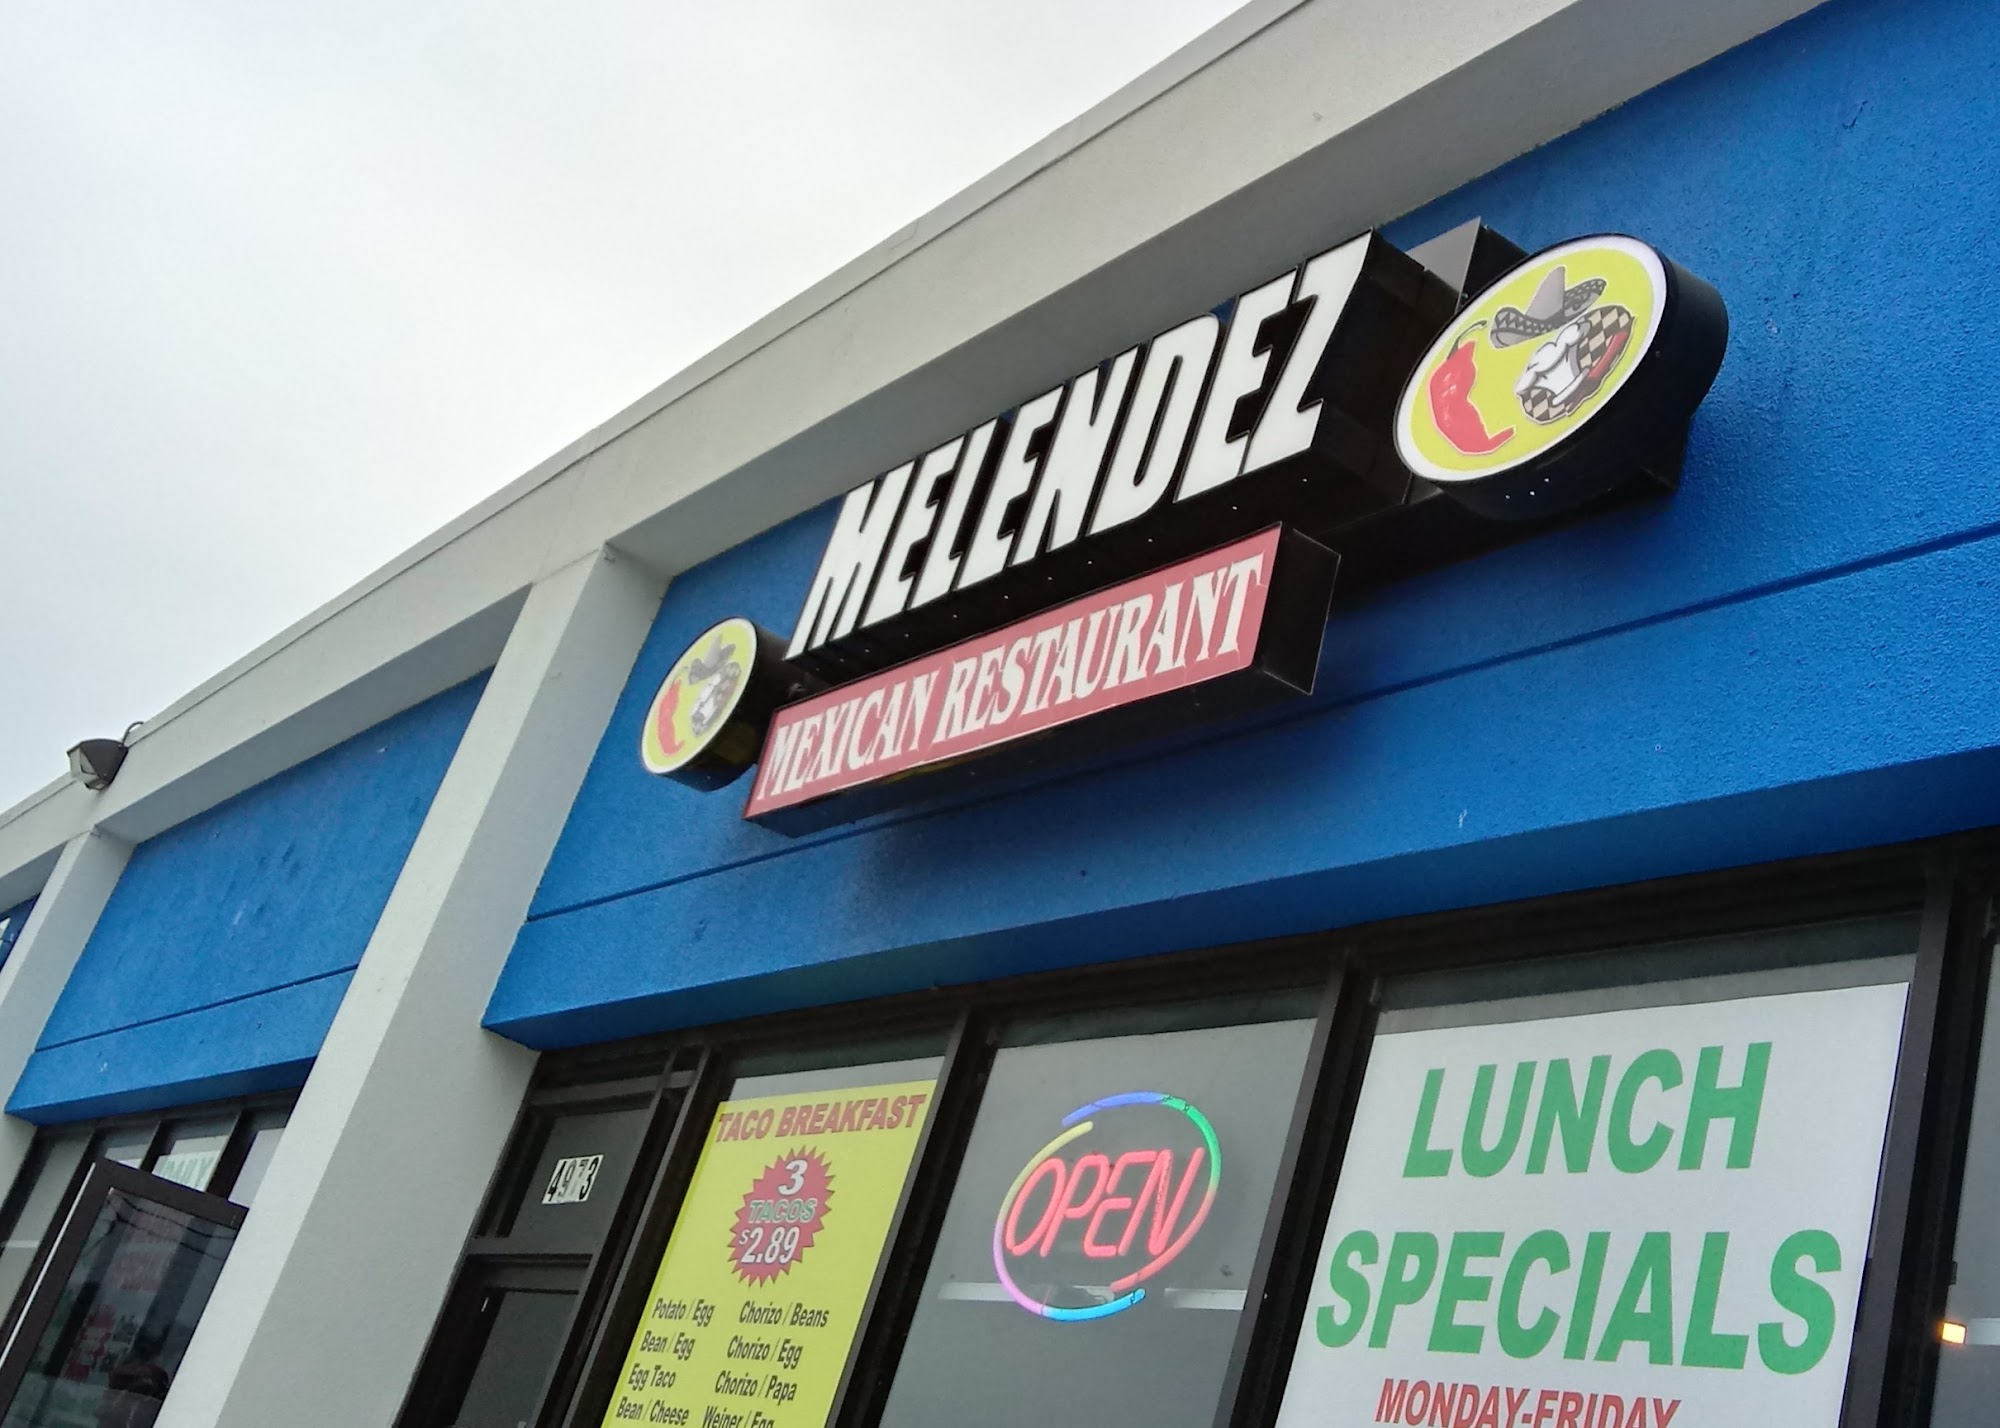 MELENDEZ
MEXICAN RESTAURANT
4973
TACO BREAKFAST
3
TACOS
$2.89
Potato / Egg
Chorizo / Beans
Bean / Egg
Chorizo / Egg
Egg Taco
Chorizo / Papa
Bean / Cheese
Weiner / Egg
OPEN
LUNCH
SPECIALS
MONDAY-FRIDAY